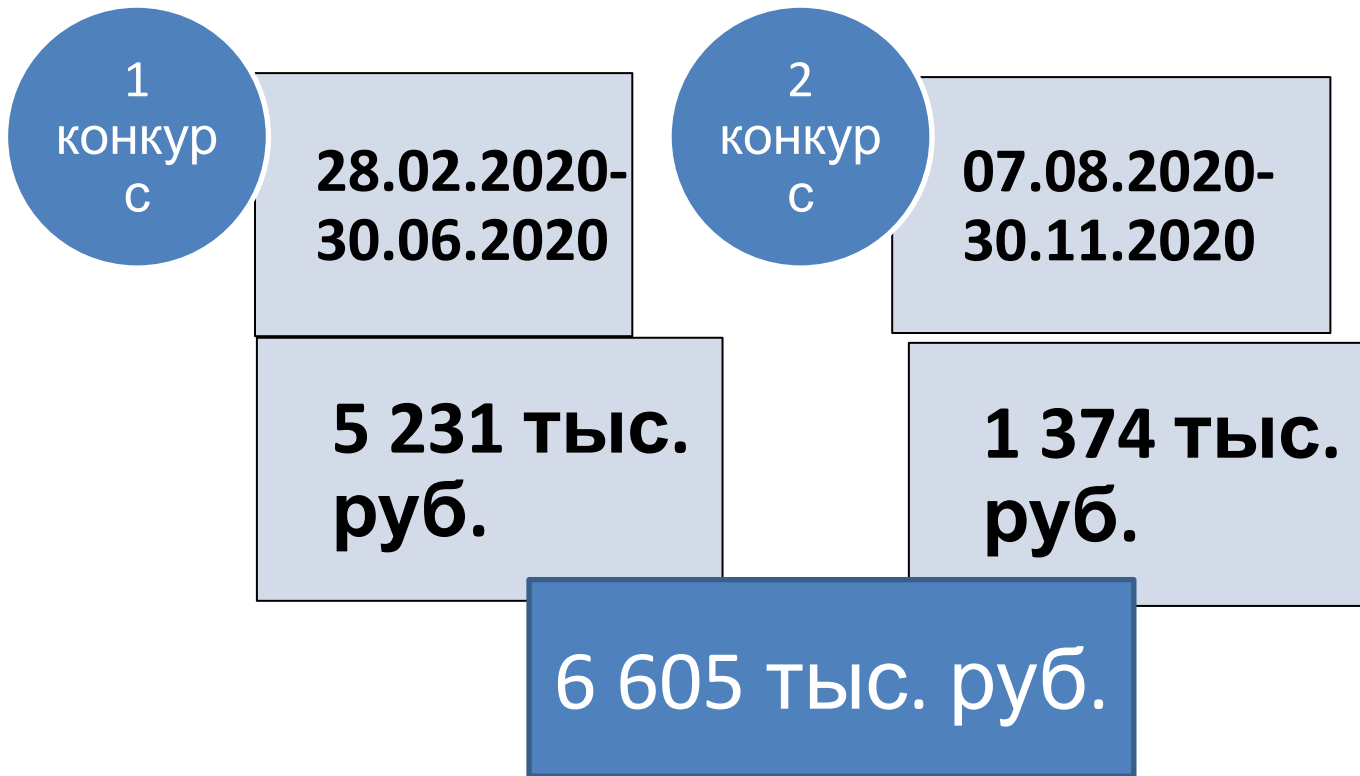 1
конкур
с
28.02.2020-
30.06.2020
5 231 тыс.
руб.
2
конкур
с
07.08.2020-
30.11.2020
1 374 тыс.
руб.
6 605 тыс. руб.